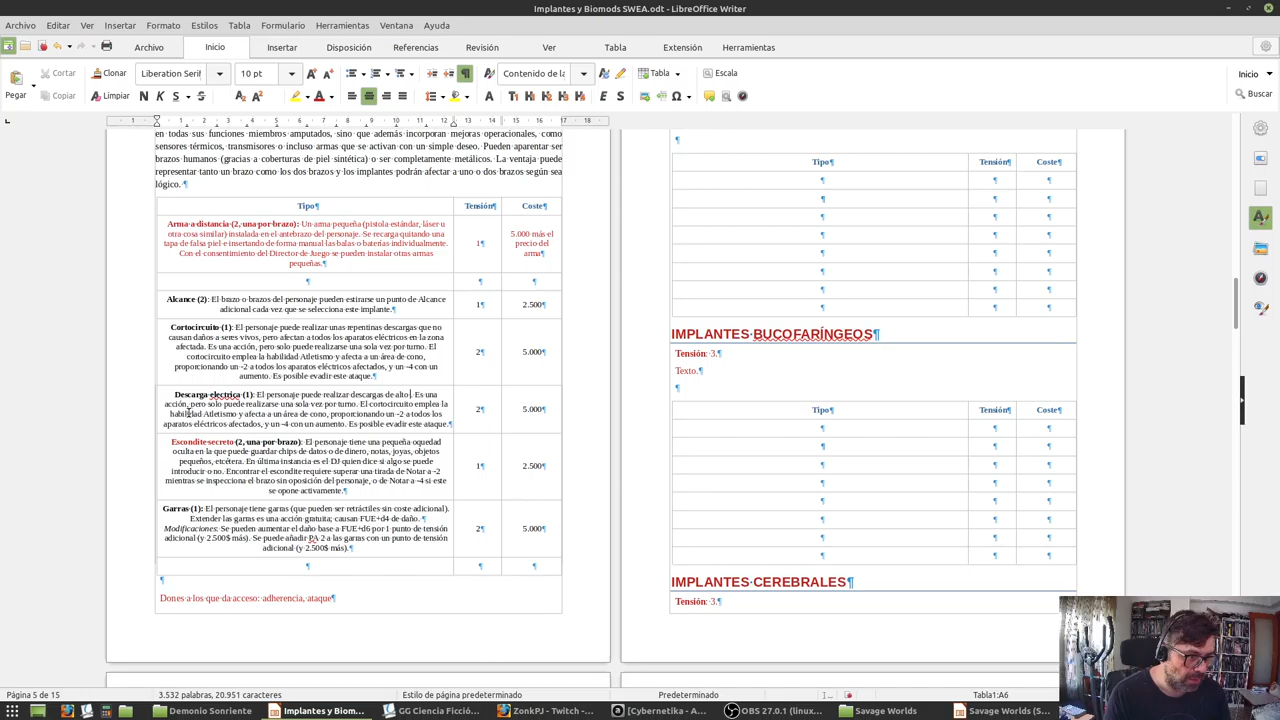 Implantes y Biomods SWEA.odt - LibreOffice Writer
Archivo Editar Ver Insertar Formato Estilos Tabla Formulario Herramientas Ventana Ayuda
Archivo Inicio Insertar Disposición Referencias Revisión Ver Tabla Extensión Herramientas
Pegar Cortar Copiar Clonar Limpiar Liberation Serif 10 pt Contenido de la Tabla Escala Inicio Buscar
en todas sus funciones miembros amputados, sino que además incorporan mejoras operacionales, como
sensores térmicos, transmisores o incluso armas que se activan con un simple deseo. Pueden aparentar ser
brazos humanos (gracias a coberturas de piel sintética) o ser completamente metálicos. La ventaja puede
representar tanto un brazo como los dos brazos y los implantes podrán afectar a uno o dos brazos según sea
lógico.
Tipo Tensión Coste
Arma a distancia (2, una por brazo): Un arma pequeña (pistola estándar, láser u
otra cosa similar) instalada en el antebrazo del personaje. Se recarga quitando una
tapa de falsa piel e insertando de forma manual las balas o baterías individualmente.
Con el consentimiento del Director de Juego se pueden instalar otras armas
pequeñas.
1
5.000 más el
precio del
arma
Alcance (2): El brazo o brazos del personaje pueden estirarse un punto de Alcance
adicional cada vez que se selecciona este implante.
1 2.500
Cortocircuito (1): El personaje puede realizar unas repentinas descargas que no
causan daños a seres vivos, pero afectan a todos los aparatos eléctricos en la zona
afectada. Es una acción, pero solo puede realizarse una sola vez por turno. El
cortocircuito emplea la habilidad Atletismo y afecta a un área de cono,
proporcionando un -2 a todos los aparatos eléctricos afectados, y un -4 con un
aumento. Es posible evadir este ataque.
2 5.000
Descarga electrica (1): El personaje puede realizar descargas de alto . Es una
acción, pero solo puede realizarse una sola vez por turno. El cortocircuito emplea la
habilidad Atletismo y afecta a un área de cono, proporcionando un -2 a todos los
aparatos eléctricos afectados, y un -4 con un aumento. Es posible evadir este ataque.
2 5.000
Escondite secreto (2, una por brazo): El personaje tiene una pequeña oquedad
oculta en la que puede guardar chips de datos o de dinero, notas, joyas, objetos
pequeños, etcétera. En última instancia es el DJ quien dice si algo se puede
introducir o no. Encontrar el escondite requiere superar una tirada de Notar a -2
mientras se inspecciona el brazo sin oposición del personaje, o de Notar a -4 si este
se opone activamente.
1 2.500
Garras (1): El personaje tiene garras (que pueden ser retráctiles sin coste adicional).
Extender las garras es una acción gratuita; causan FUE+d4 de daño.
Modificaciones: Se pueden aumentar el daño base a FUE+d6 por 1 punto de tensión
adicional (y 2.500$ más). Se puede añadir PA 2 a las garras con un punto de tensión
adicional (y 2.500$ más).
2 5.000
Dones a los que da acceso: adherencia, ataque
Tipo Tensión Coste
IMPLANTES BUCOFARÍNGEOS
Tensión: 3.
Texto.
Tipo Tensión Coste
IMPLANTES CEREBRALES
Tensión: 3.
Página 5 de 15 3.532 palabras, 20.951 caracteres Estilo de página predeterminado Predeterminado Tabla1:A6
Demonio Sonriente Implantes y Biom... GG Ciencia Ficció... ZonkPJ - Twitch -... [Cybernetika - A... OBS 27.0.1 (linux... Savage Worlds Savage Worlds (S...